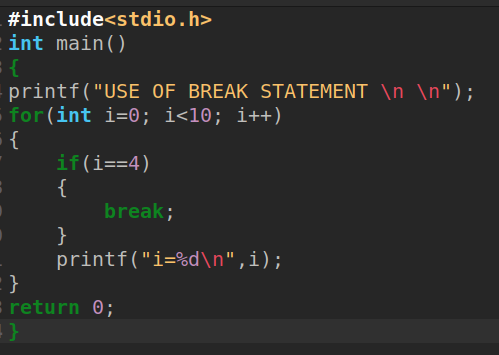 #include<stdio.h>
int main()
{
printf("USE OF BREAK STATEMENT \n \n");
for(int i=0; i<10; i++)
{
    if(i==4)
    {
        break;
    }
    printf("i=%d\n",i);
}
return 0;
}